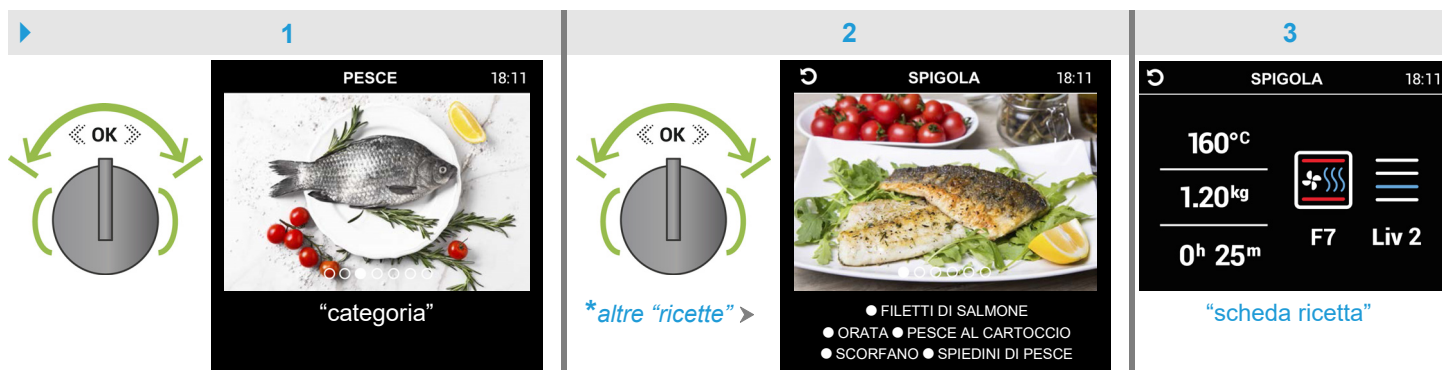 1
OK
PESCE 18:11
“categoria”
2
OK
*altre “ricette”
SPIGOLA 18:11
● FILETTI DI SALMONE
● ORATA ● PESCE AL CARTOCCIO
● SCORFANO ● SPIEDINI DI PESCE
3
SPIGOLA 18:11
160°C
1.20kg
0h 25m
F7 Liv 2
“scheda ricetta”